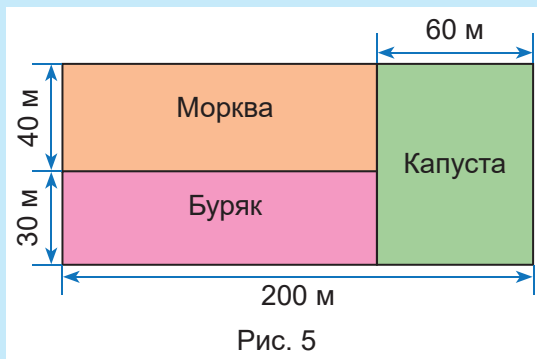 60 м
40 м
Морква
Капуста
30 м
Буряк
200 м
Рис. 5